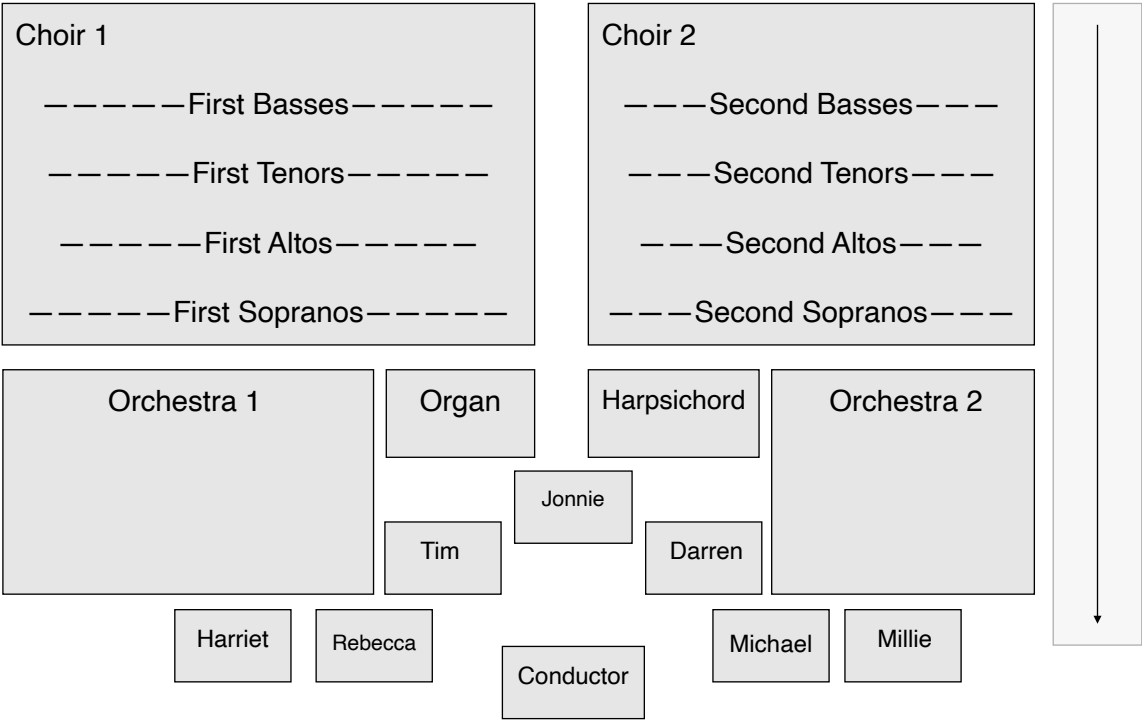 Choir 1
— — — — — First Basses — — — — —
— — — — — First Tenors — — — — —
— — — — — First Altos — — — — —
— — — — — First Sopranos — — — — —
Choir 2
— — — Second Basses — — —
— — — Second Tenors — — —
— — — Second Altos — — —
— — — Second Sopranos — — —
Orchestra 1
Organ
Harpsichord
Orchestra 2
Jonnie
Tim
Darren
Harriet
Rebecca
Michael
Millie
Conductor